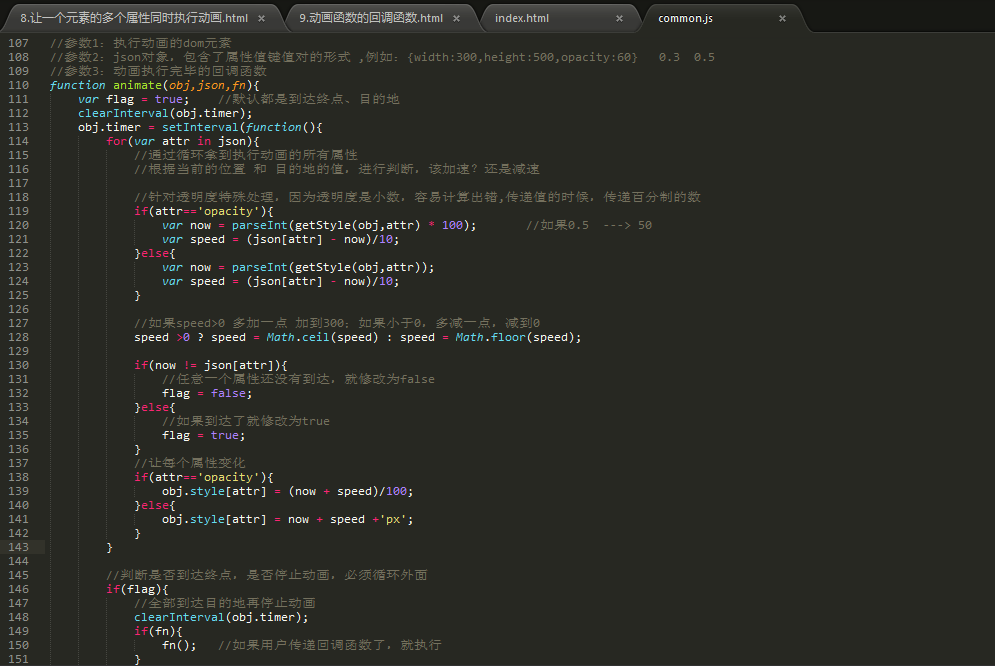 8.让一个元素的多个属性同时执行动画.html × 9.动画函数的回调函数.html × index.html × common.js ×
107 //参数1：执行动画的dom元素
108 //参数2：json对象，包含了属性值键值对的形式 ,例如：{width:300,height:500,opacity:60} 0.3 0.5
109 //参数3：动画执行完毕的回调函数
110 function animate(obj,json,fn){
111 var flag = true; //默认都是到达终点、目的地
112 clearInterval(obj.timer);
113 obj.timer = setInterval(function(){
114 for(var attr in json){
115 //通过循环拿到执行动画的所有属性
116 //根据当前的位置 和 目的地的值，进行判断，该加速？还是减速
117
118 //针对透明度特殊处理，因为透明度是小数，容易计算出错,传递值的时候，传递百分制的数
119 if(attr=='opacity'){
120 var now = parseInt(getStyle(obj,attr) * 100); //如果0.5 ---> 50
121 var speed = (json[attr] - now)/10;
122 }else{
123 var now = parseInt(getStyle(obj,attr));
124 var speed = (json[attr] - now)/10;
125 }
126
127 //如果speed>0 多加一点 加到300；如果小于0，多减一点，减到0
128 speed >0 ? speed = Math.ceil(speed) : speed = Math.floor(speed);
129
130 if(now != json[attr]){
131 //任意一个属性还没有到达，就修改为false
132 flag = false;
133 }else{
134 //如果到达了就修改为true
135 flag = true;
136 }
137 //让每个属性变化
138 if(attr=='opacity'){
139 obj.style[attr] = (now + speed)/100;
140 }else{
141 obj.style[attr] = now + speed +'px';
142 }
143 }
144
145 //判断是否到达终点，是否停止动画，必须循环外面
146 if(flag){
147 //全部到达目的地再停止动画
148 clearInterval(obj.timer);
149 if(fn){
150 fn(); //如果用户传递回调函数了，就执行
151 }